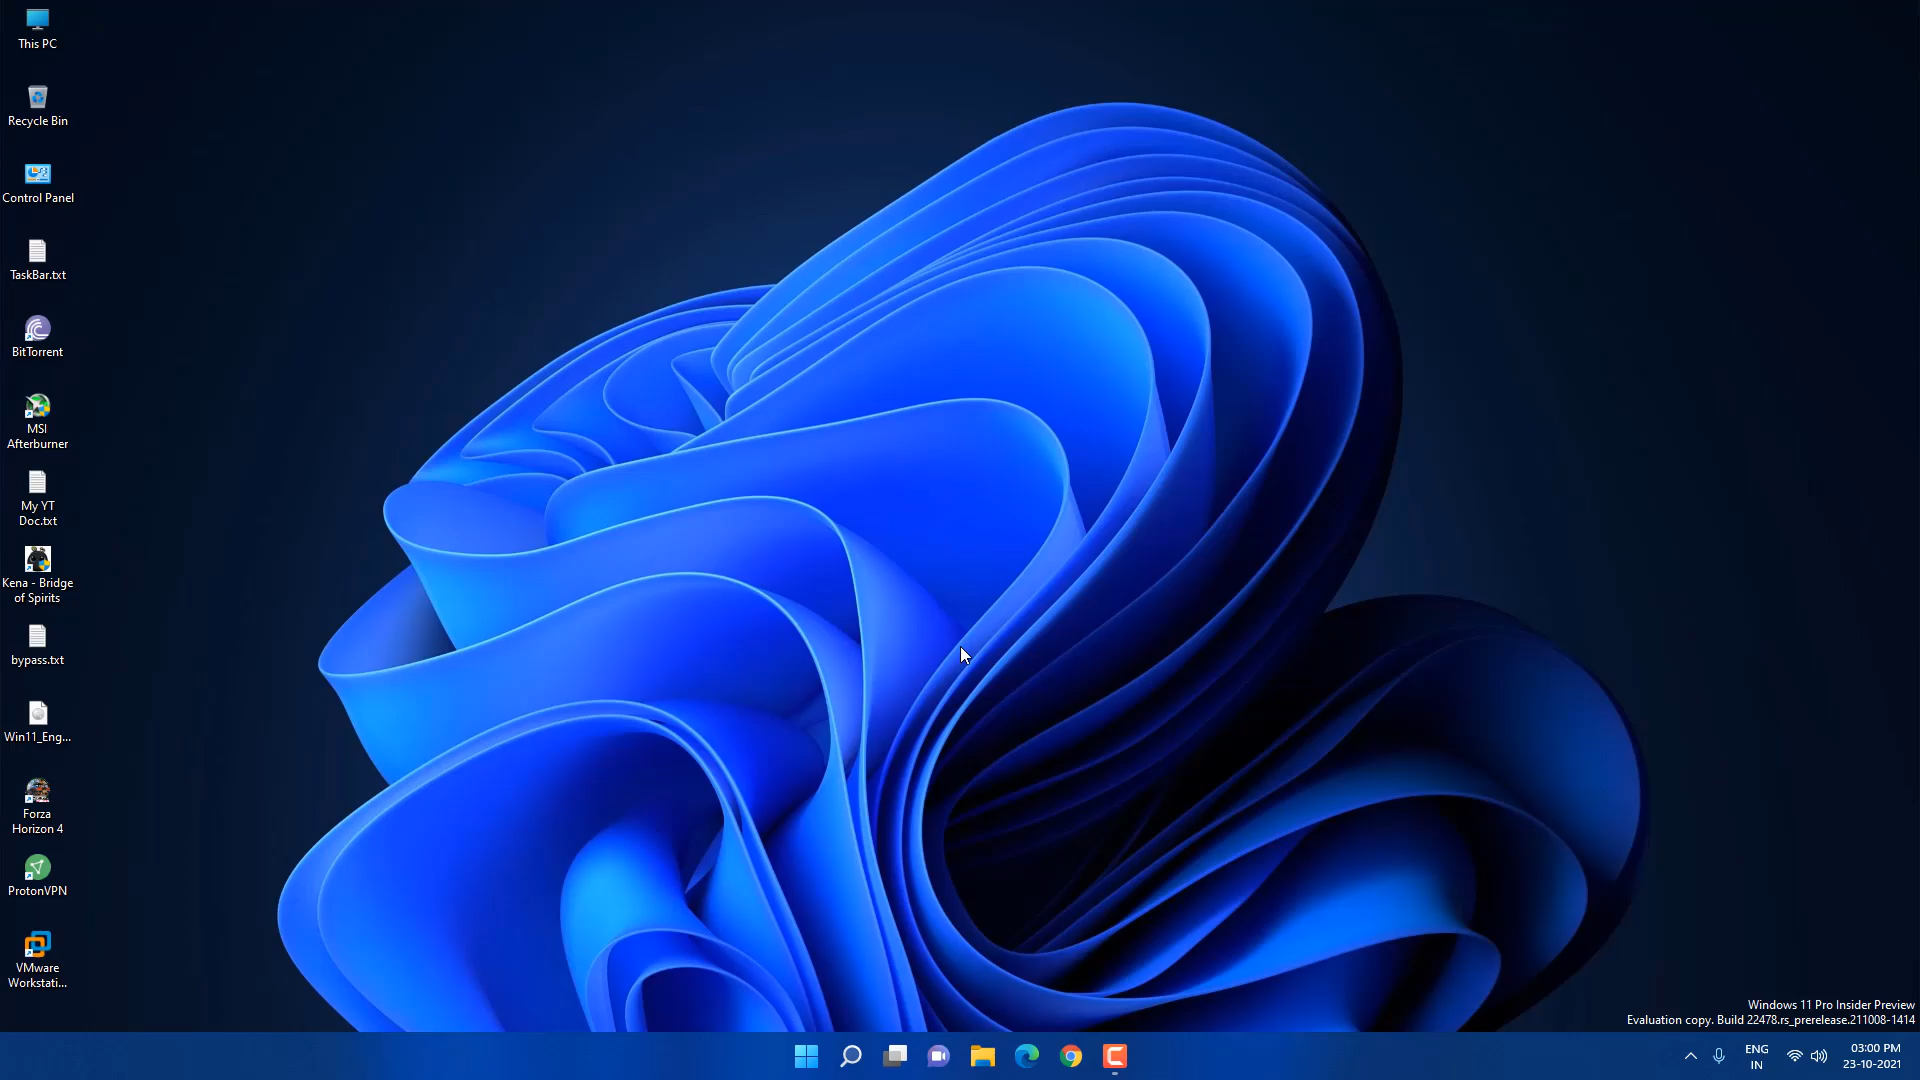 This PC
Recycle Bin
Control Panel
TaskBar.txt
BitTorrent
MSI
Afterburner
My YT
Doc.txt
Kena - Bridge
of Spirits
bypass.txt
Win11_Eng...
Forza
Horizon 4
ProtonVPN
VMware
Workstati...
Windows 11 Pro Insider Preview
Evaluation copy. Build 22478.rs_prerelease.211008-1414
ENG
IN
03:00 PM
23-10-2021